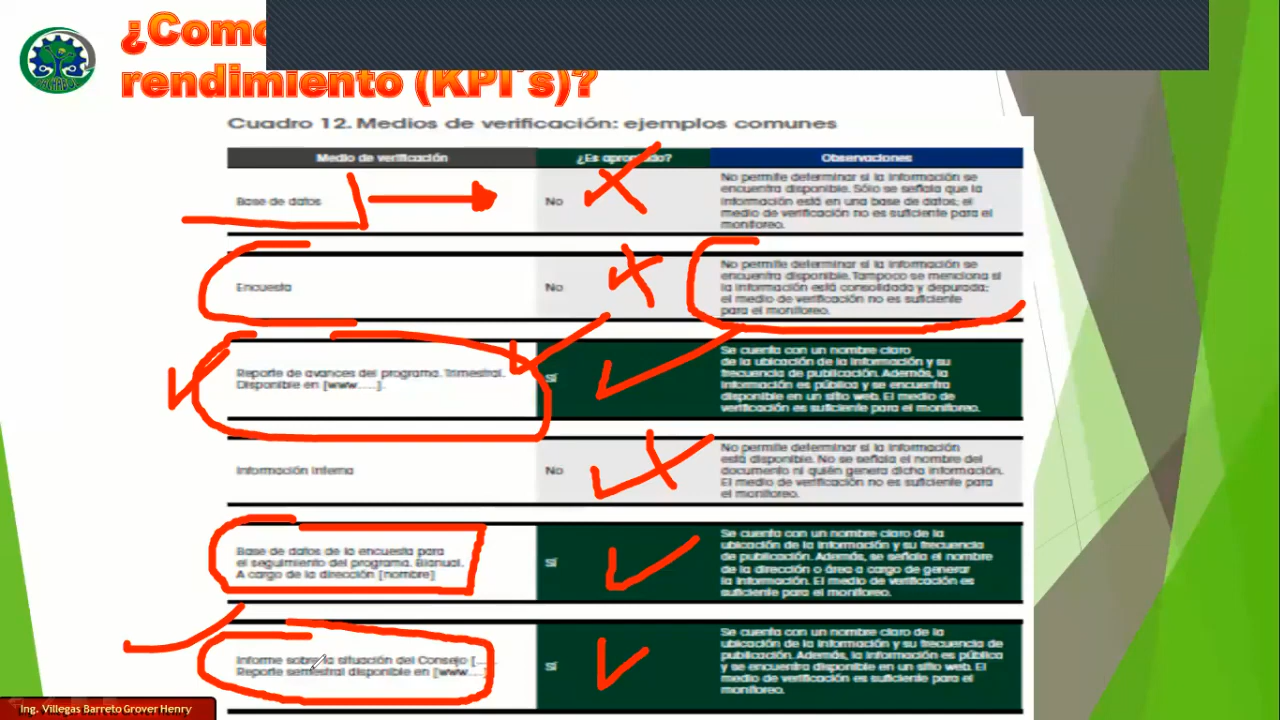 ¿Como
rendimiento (KPI's)?
Cuadro 12. Medios de verificación: ejemplos comunes
Medio de verificación
¿Es apropiado?
Observaciones
Base de datos
No
No permite determinar si la información se
encuentra disponible. Sólo se señala que la
información está en una base de datos; el
medio de verificación no es suficiente para el
monitoreo.
Encuesta
No
No permite determinar si la información se
encuentra disponible. Tampoco se menciona si
la información está consolidada y depurada;
el medio de verificación no es suficiente
para el monitoreo.
Reporte de avances del programa. Trimestral.
Disponible en [www.....].
Sí
Se cuenta con un nombre claro
de la ubicación de la información y su
frecuencia de publicación. Además, la
información es pública y se encuentra
disponible en un sitio web. El medio de
verificación es suficiente para el monitoreo.
Información interna
No
No permite determinar si la información
está disponible. No se señala el nombre del
documento ni quién genera dicha información.
El medio de verificación no es suficiente para
el monitoreo.
Base de datos de la encuesta para
el seguimiento del programa. Bianual.
A cargo de la dirección [nombre]
Sí
Se cuenta con un nombre claro de la
ubicación de la información y su frecuencia
de publicación. Además, se señala el nombre
de la dirección o área a cargo de generar
la información. El medio de verificación es
suficiente para el monitoreo.
Informe sobre la situación del Consejo [....
Reporte semestral disponible en [www....
Sí
Se cuenta con un nombre claro de la
ubicación de la información y su frecuencia de
publicación. Además, la información es pública
y se encuentra disponible en un sitio web. El
medio de verificación es suficiente para el
monitoreo.
Ing. Villegas Barreto Grover Henry